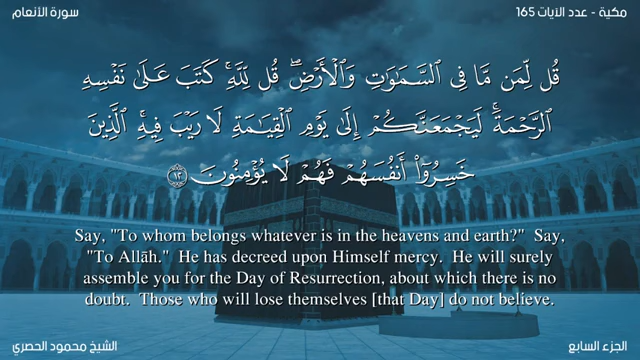 سورة الأنعام
مكية - عدد الآيات 165
قُل لِّمَن مَّا فِى ٱلسَّمَـٰوَٰتِ وَٱلْأَرْضِ ۖ قُل لِّلَّهِ ۚ كَتَبَ عَلَىٰ نَفْسِهِ
ٱلرَّحْمَةَ ۚ لَيَجْمَعَنَّكُمْ إِلَىٰ يَوْمِ ٱلْقِيَـٰمَةِ لَا رَيْبَ فِيهِ ۚ ٱلَّذِينَ
خَسِرُوٓا۟ أَنفُسَهُمْ فَهُمْ لَا يُؤْمِنُونَ ١٢
Say, "To whom belongs whatever is in the heavens and earth?"  Say,
"To Allāh."  He has decreed upon Himself mercy.  He will surely
assemble you for the Day of Resurrection, about which there is no
doubt.  Those who will lose themselves [that Day] do not believe.
الشيخ محمود الحصري
الجزء السابع